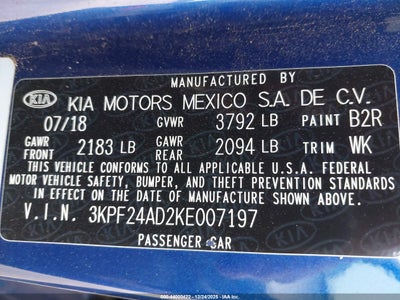 MANUFACTURED BY
KIA KIA MOTORS MEXICO S.A. DE C.V.
07/18 GVWR 3792 LB PAINT B2R
GAWR FRONT 2183 LB GAWR REAR 2094 LB TRIM WK
THIS VEHICLE CONFORMS TO ALL APPLICABLE U.S.A. FEDERAL
MOTOR VEHICLE SAFETY, BUMPER, AND THEFT PREVENTION
STANDARDS IN EFFECT ON THE DATE OF MANUFACTURE SHOWN ABOVE.
V.I.N. 3KPF24AD2KE007197
PASSENGER CAR